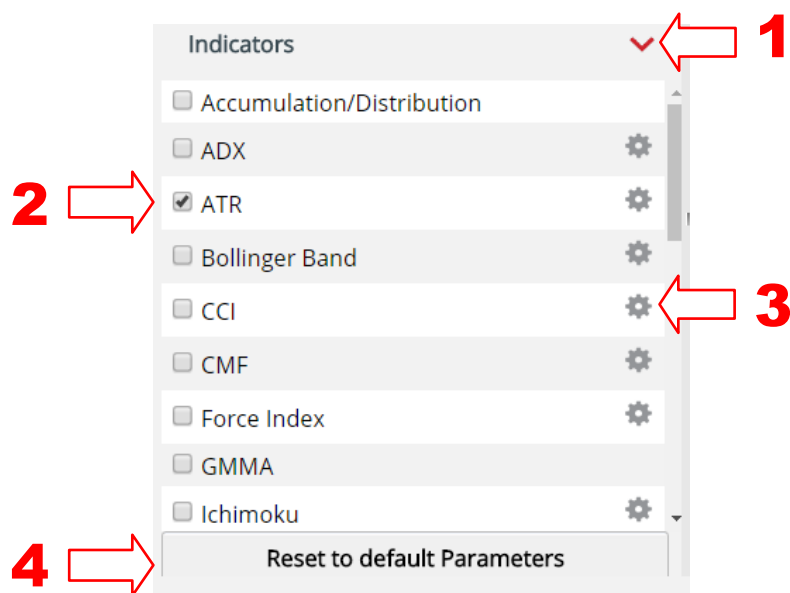 Indicators 1
Accumulation/Distribution
ADX
2 ATR
Bollinger Band
CCI 3
CMF
Force Index
GMMA
Ichimoku
4 Reset to default Parameters